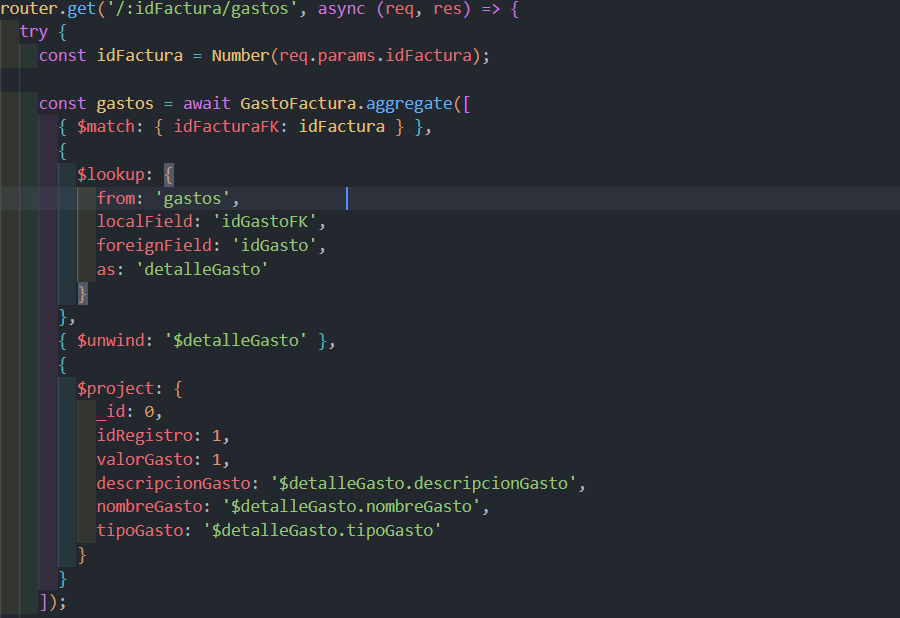 router.get('/:idFactura/gastos', async (req, res) => {
  try {
    const idFactura = Number(req.params.idFactura);

    const gastos = await GastoFactura.aggregate([
      { $match: { idFacturaFK: idFactura } },
      {
        $lookup: {
          from: 'gastos',
          localField: 'idGastoFK',
          foreignField: 'idGasto',
          as: 'detalleGasto'
        }
      },
      { $unwind: '$detalleGasto' },
      {
        $project: {
          _id: 0,
          idRegistro: 1,
          valorGasto: 1,
          descripcionGasto: '$detalleGasto.descripcionGasto',
          nombreGasto: '$detalleGasto.nombreGasto',
          tipoGasto: '$detalleGasto.tipoGasto'
        }
      }
    ]);